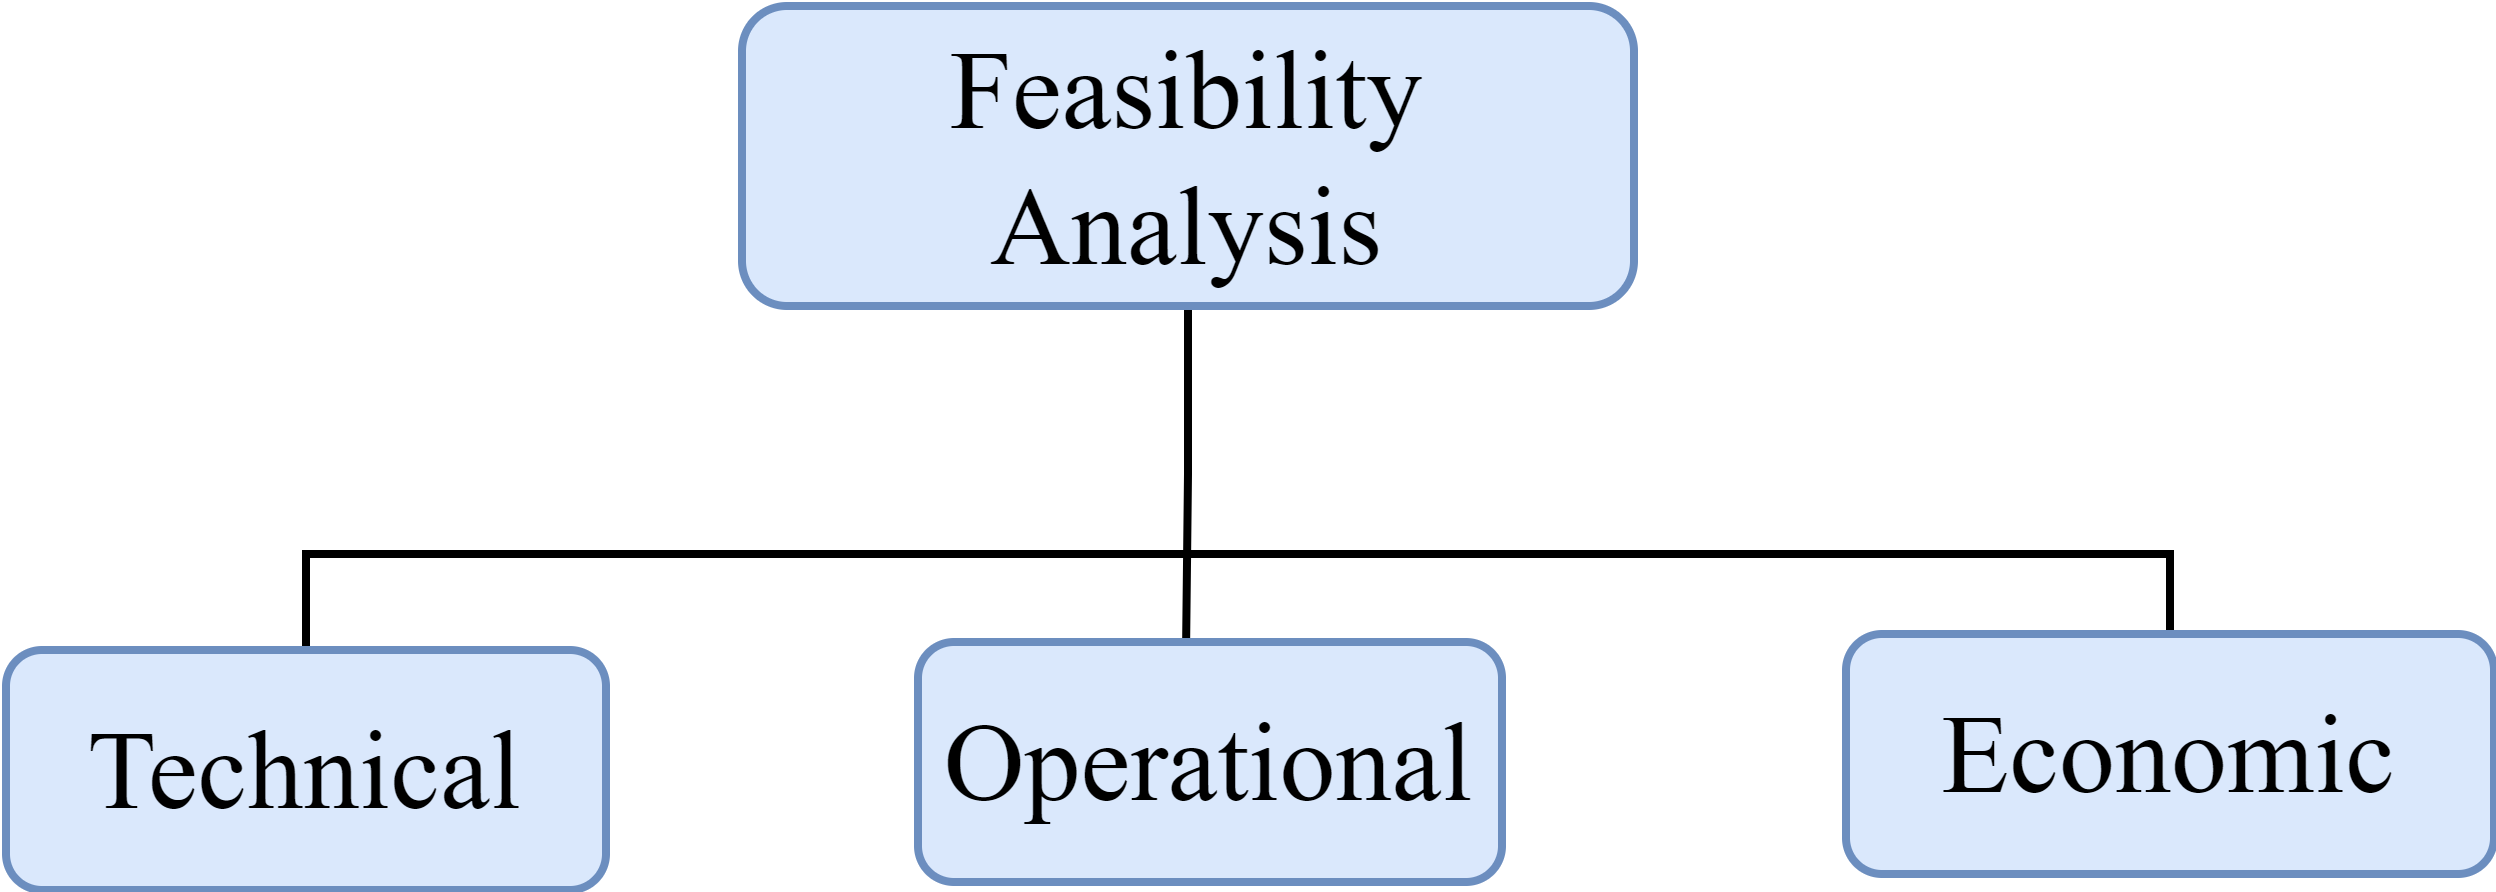 Feasibility
Analysis
Technical
Operational
Economic